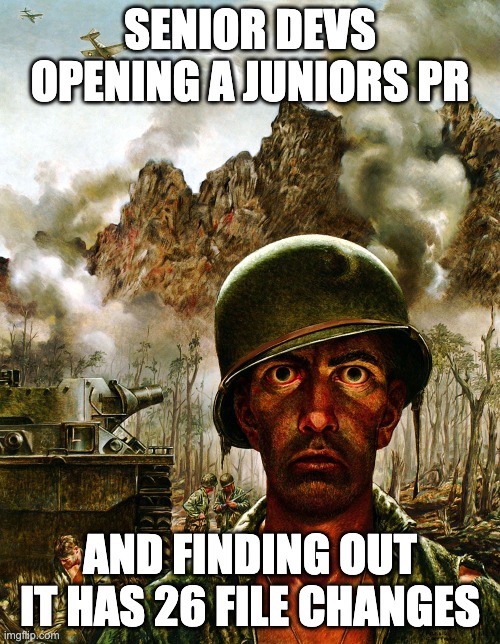 SENIOR DEVS
OPENING A JUNIORS PR
AND FINDING OUT
IT HAS 26 FILE CHANGES
imgflip.com